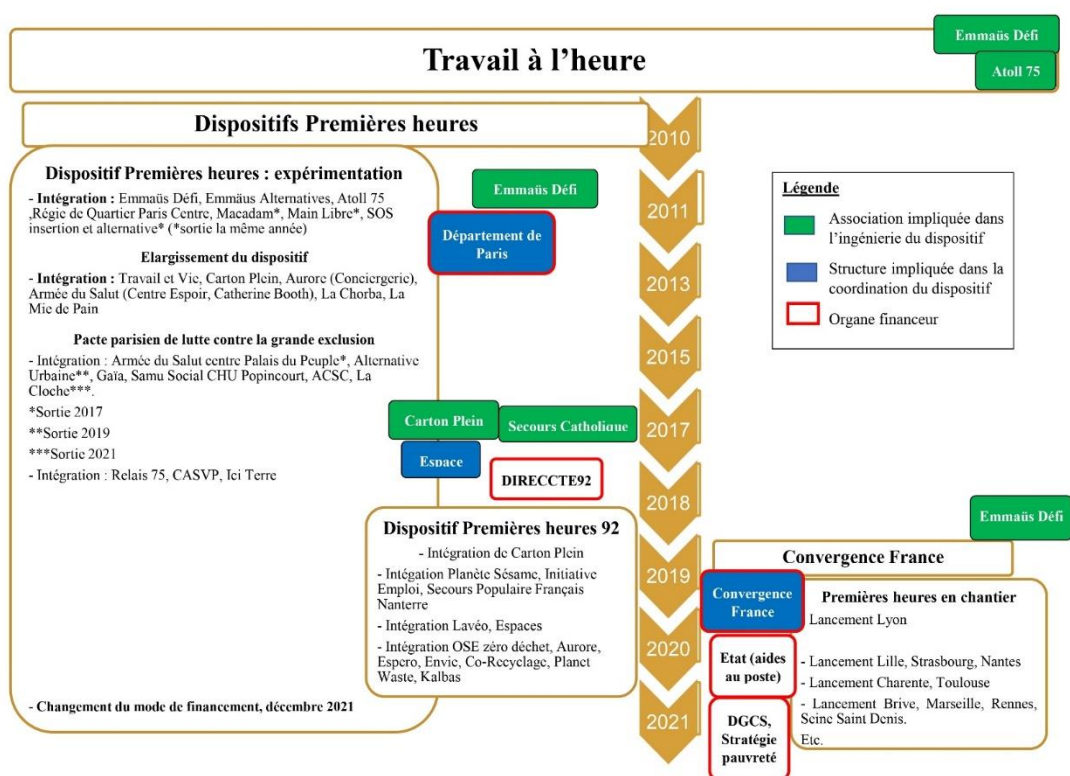 Emmaüs Défi
Travail à l'heure
Atoll 75
Dispositifs Premières heures
2010
Dispositif Premières heures : expérimentation
- Intégration : Emmaüs Défi, Emmäus Alternatives, Atoll 75
,Régie de Quartier Paris Centre, Macadam*, Main Libre*, SOS
insertion et alternative* (*sortie la même année)
Elargissement du dispositif
- Intégration : Travail et Vie, Carton Plein, Aurore (Conciergerie),
Armée du Salut (Centre Espoir, Catherine Booth), La Chorba, La
Mie de Pain
Pacte parisien de lutte contre la grande exclusion
- Intégration : Armée du Salut centre Palais du Peuple*, Alternative
Urbaine**, Gaïa, Samu Social CHU Popincourt, ACSC, La
Cloche***.
*Sortie 2017
**Sortie 2019
***Sortie 2021
- Intégration : Relais 75, CASVP, Ici Terre
- Changement du mode de financement, décembre 2021
Emmaüs Défi
Département de
Paris
2011
2013
2015
2017
2018
2019
2020
2021
Légende
Association impliquée dans
l'ingénierie du dispositif
Structure impliquée dans la
coordination du dispositif
Organe financeur
Carton Plein
Secours Catholique
Espace
DIRECCTE92
Dispositif Premières heures 92
- Intégration de Carton Plein
- Intégation Planète Sésame, Initiative
Emploi, Secours Populaire Français
Nanterre
- Intégration Lavéo, Espaces
- Intégration OSE zéro déchet, Aurore,
Espero, Envie, Co-Recyclage, Planet
Waste, Kalbas
Emmaüs Défi
Convergence France
Convergence
France
Premières heures en chantier
Lancement Lyon
Etat (aides
au poste)
- Lancement Lille, Strasbourg, Nantes
- Lancement Charente, Toulouse
- Lancement Brive, Marseille, Rennes,
Seine Saint Denis.
Etc.
DGCS,
Stratégie
pauvreté